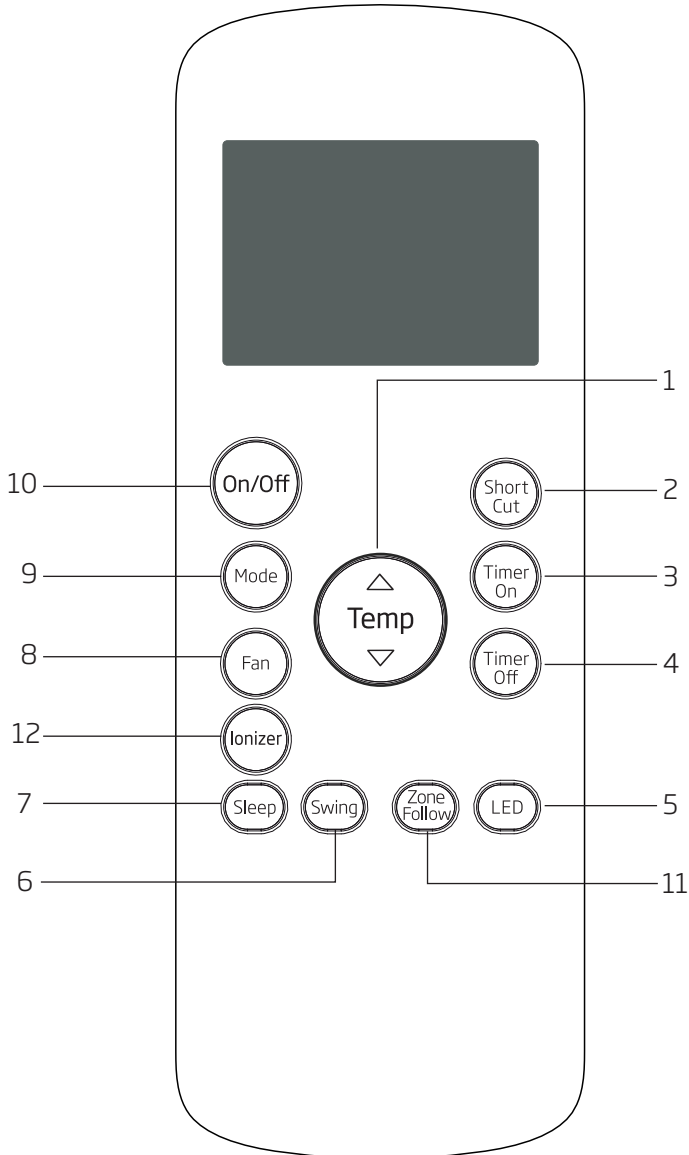 1
10
On/Off
Short
Cut
2
9
Mode
Timer
On
3
Temp
8
Fan
Timer
Off
4
12
Ionizer
7
Sleep
Swing
Zone
Follow
LED
5
6
11